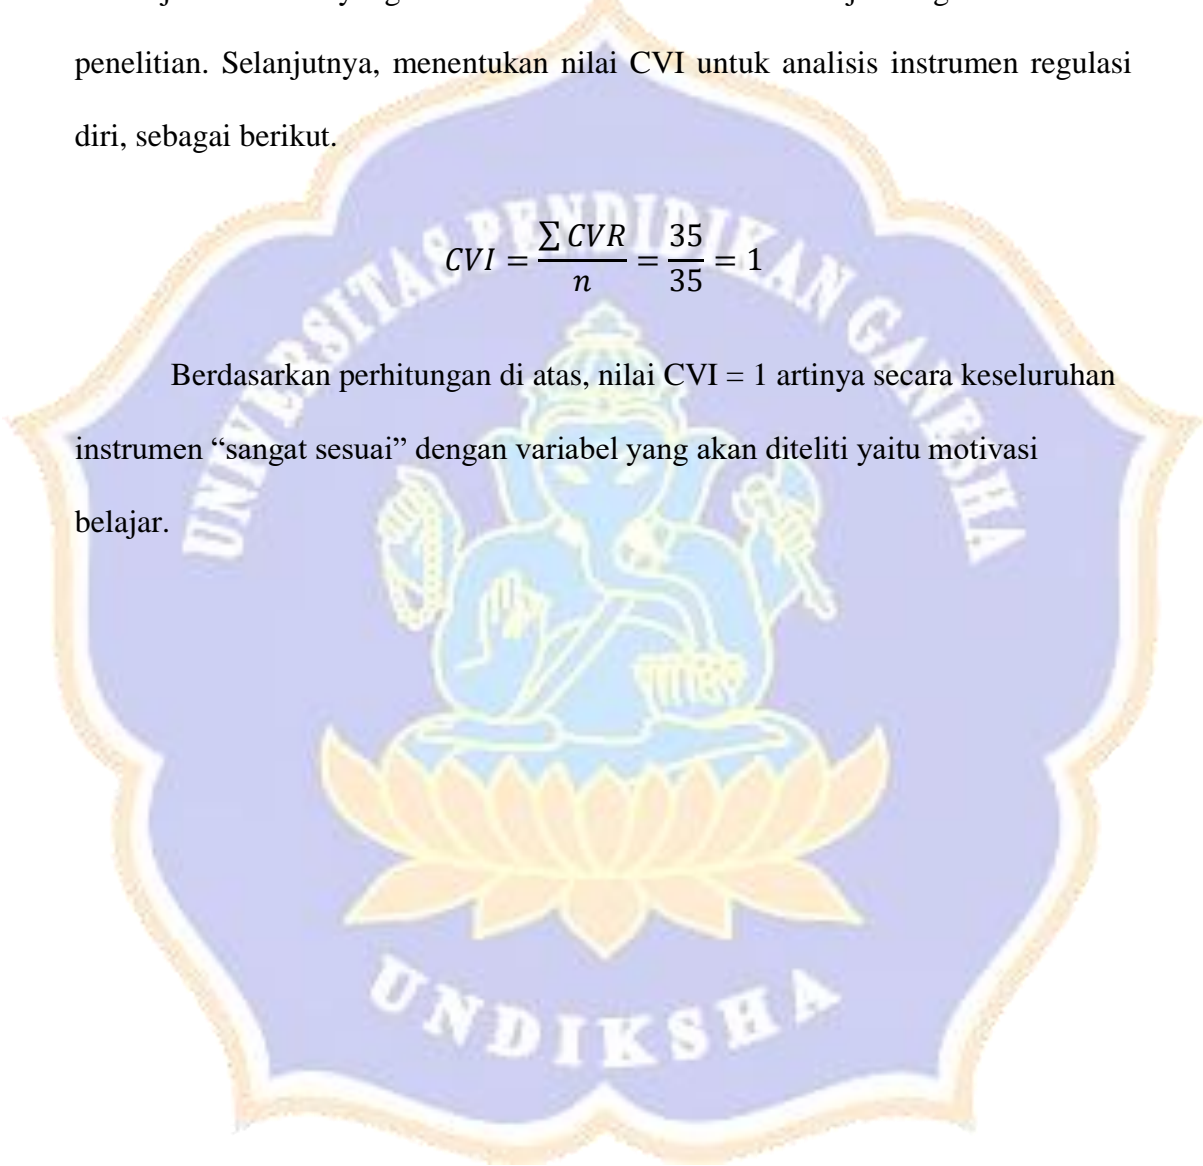 penelitian. Selanjutnya, menentukan nilai CVI untuk analisis instrumen regulasi
diri, sebagai berikut.
UNIVERSITAS PENDIDIKAN GANESHA
CVI = ∑ CVR / n = 35 / 35 = 1
Berdasarkan perhitungan di atas, nilai CVI = 1 artinya secara keseluruhan
instrumen “sangat sesuai” dengan variabel yang akan diteliti yaitu motivasi
belajar.
UNDIKSHA